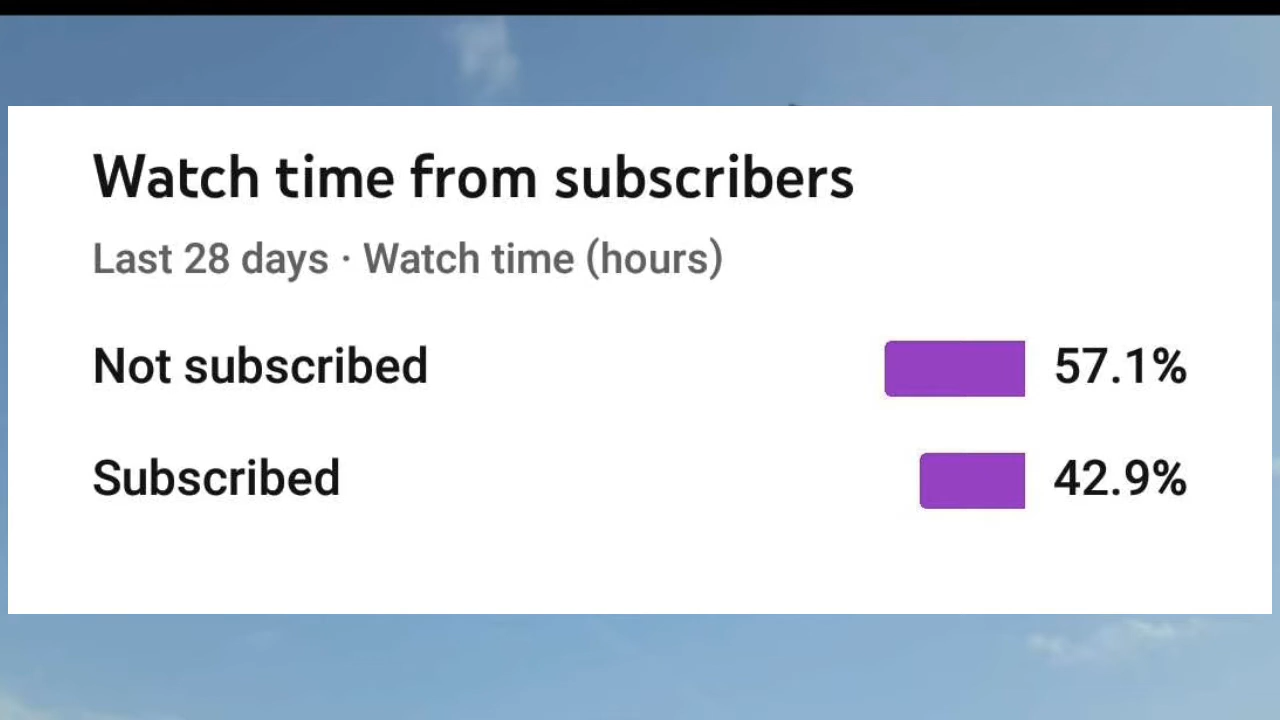 Watch time from subscribers
Last 28 days · Watch time (hours)
Not subscribed 57.1%
Subscribed 42.9%